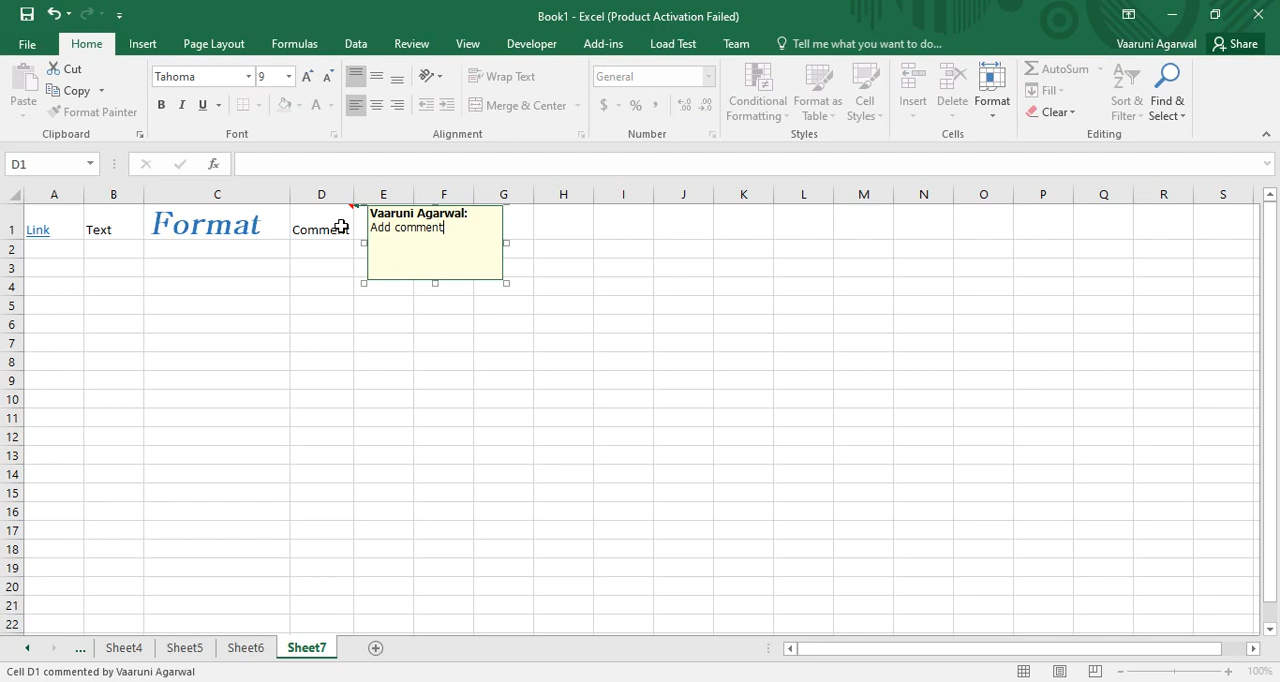 Book1 - Excel (Product Activation Failed)
File Home Insert Page Layout Formulas Data Review View Developer Add-ins Load Test Team Tell me what you want to do... Vaaruni Agarwal Share
Paste
Cut
Copy
Format Painter
Clipboard
Tahoma 9
B I U
Font
Wrap Text
Merge & Center
Alignment
General
$ % ,
Number
Conditional Formatting
Format as Table
Cell Styles
Styles
Insert Delete Format
Cells
AutoSum
Fill
Clear
Sort & Filter
Find & Select
Editing
D1 fx
A B C D E F G H I J K L M N O P Q R S
1 Link Text Format Comment
Vaaruni Agarwal:
Add comment
2
3
4
5
6
7
8
9
10
11
12
13
14
15
16
17
18
19
20
21
22
... Sheet4 Sheet5 Sheet6 Sheet7
Cell D1 commented by Vaaruni Agarwal 100%